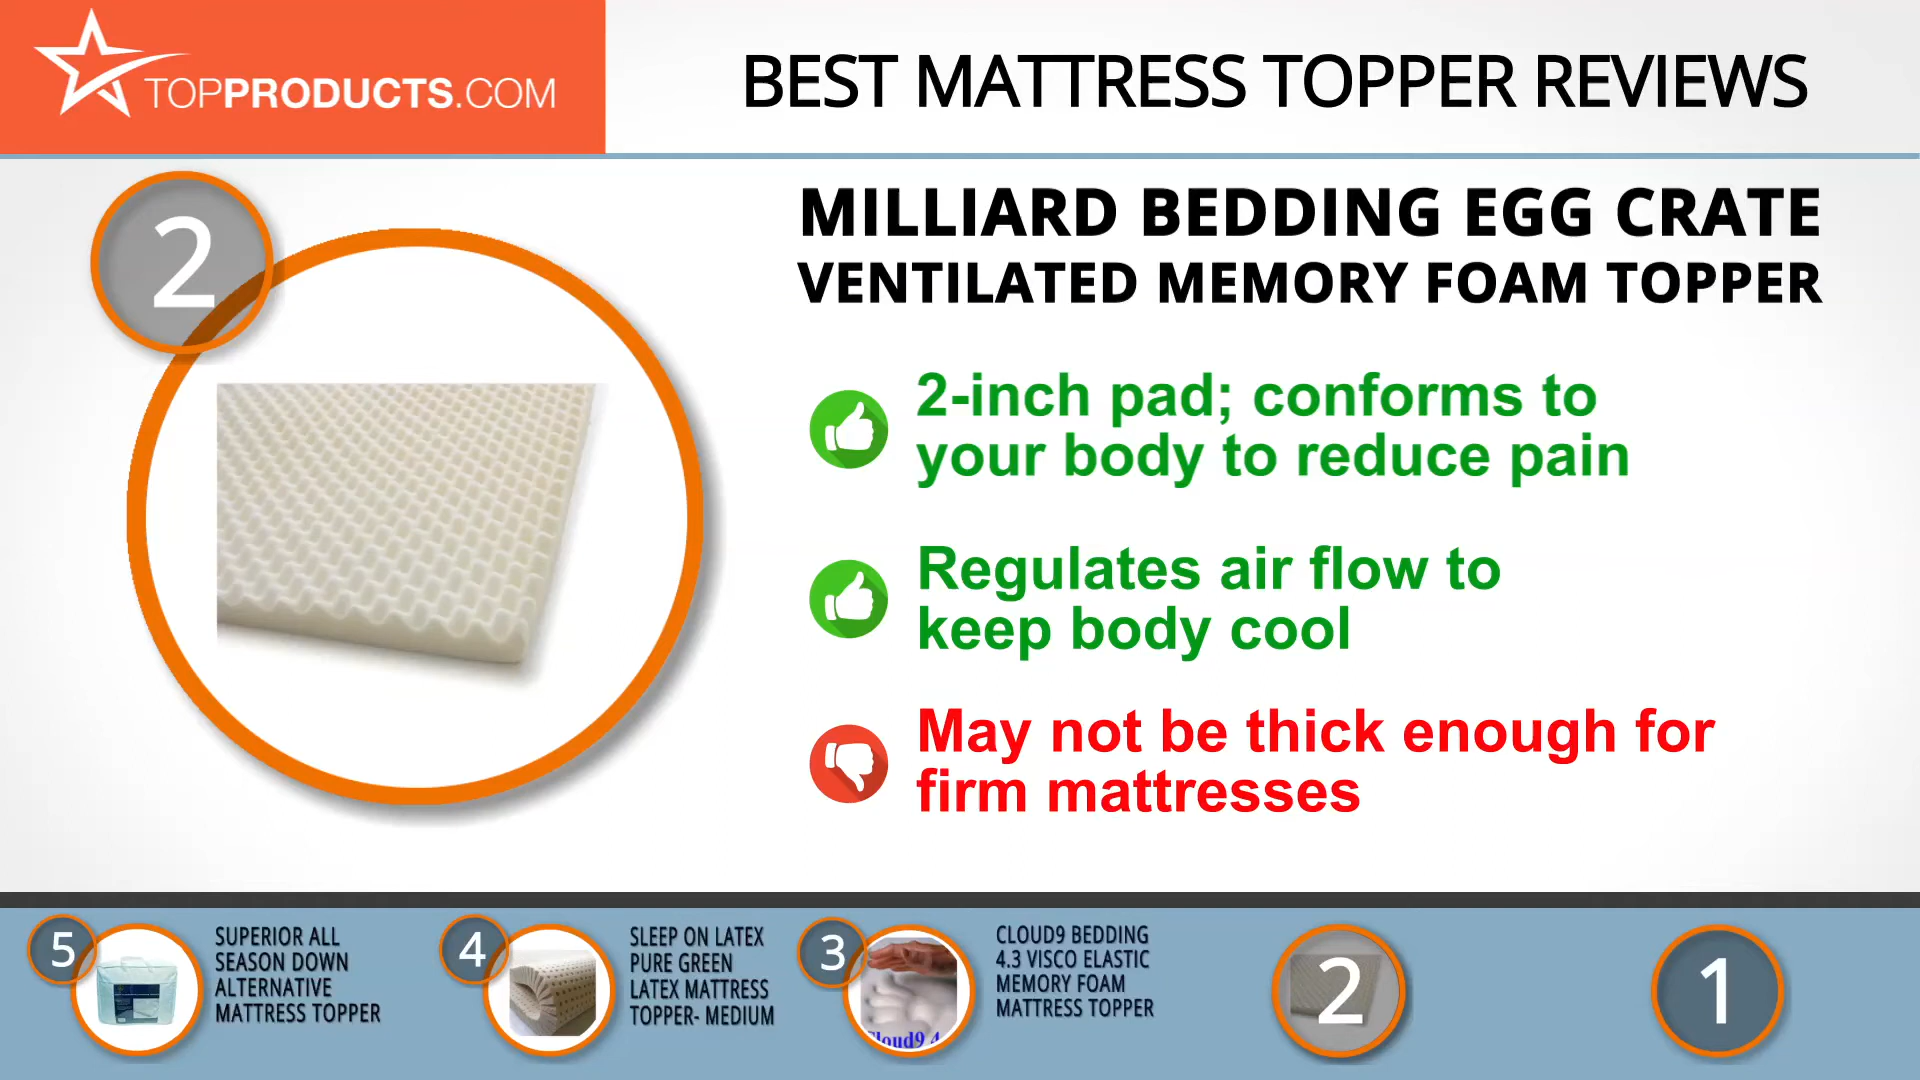 TOPPRODUCTS.COM
BEST MATTRESS TOPPER REVIEWS
2
MILLIARD BEDDING EGG CRATE
VENTILATED MEMORY FOAM TOPPER
2-inch pad; conforms to
your body to reduce pain
Regulates air flow to
keep body cool
May not be thick enough for
firm mattresses
5
SUPERIOR ALL
SEASON DOWN
ALTERNATIVE
MATTRESS TOPPER
4
SLEEP ON LATEX
PURE GREEN
LATEX MATTRESS
TOPPER- MEDIUM
3
CLOUD9 BEDDING
4.3 VISCO ELASTIC
MEMORY FOAM
MATTRESS TOPPER
2
1